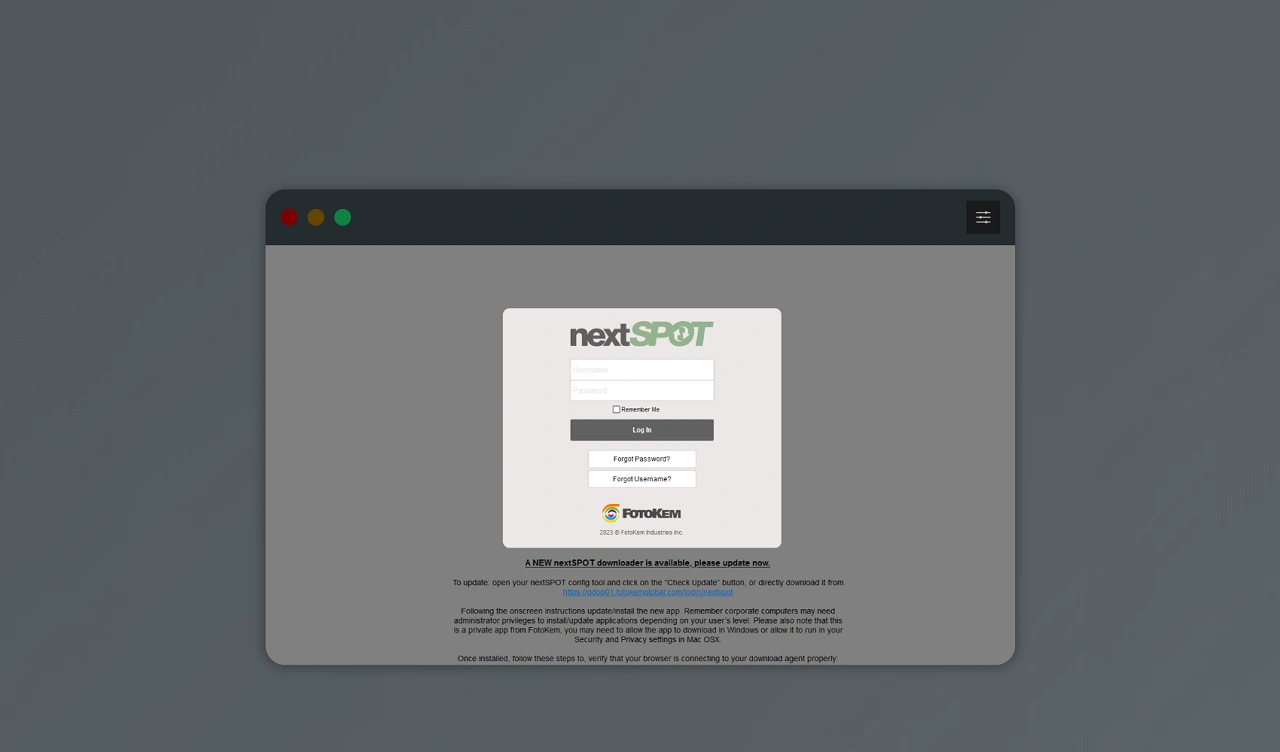 nextSPOT
Username
Password
Remember Me
Log In
Forgot Password?
Forgot Username?
FOTOKEM
2023 © FotoKem Industries Inc.
A NEW nextSPOT downloader is available, please update now.
To update: open your nextSPOT config tool and click on the "Check Update" button, or directly download it from
https://gdop01.fotokemglobal.com/login/nextspot
Following the onscreen instructions update/install the new app. Remember corporate computers may need
administrator privileges to install/update applications depending on your user's level. Please also note that this
is a private app from FotoKem, you may need to allow the app to download in Windows or allow it to run in your
Security and Privacy settings in Mac OSX.
Once installed, follow these steps to, verify that your browser is connecting to your download agent properly: